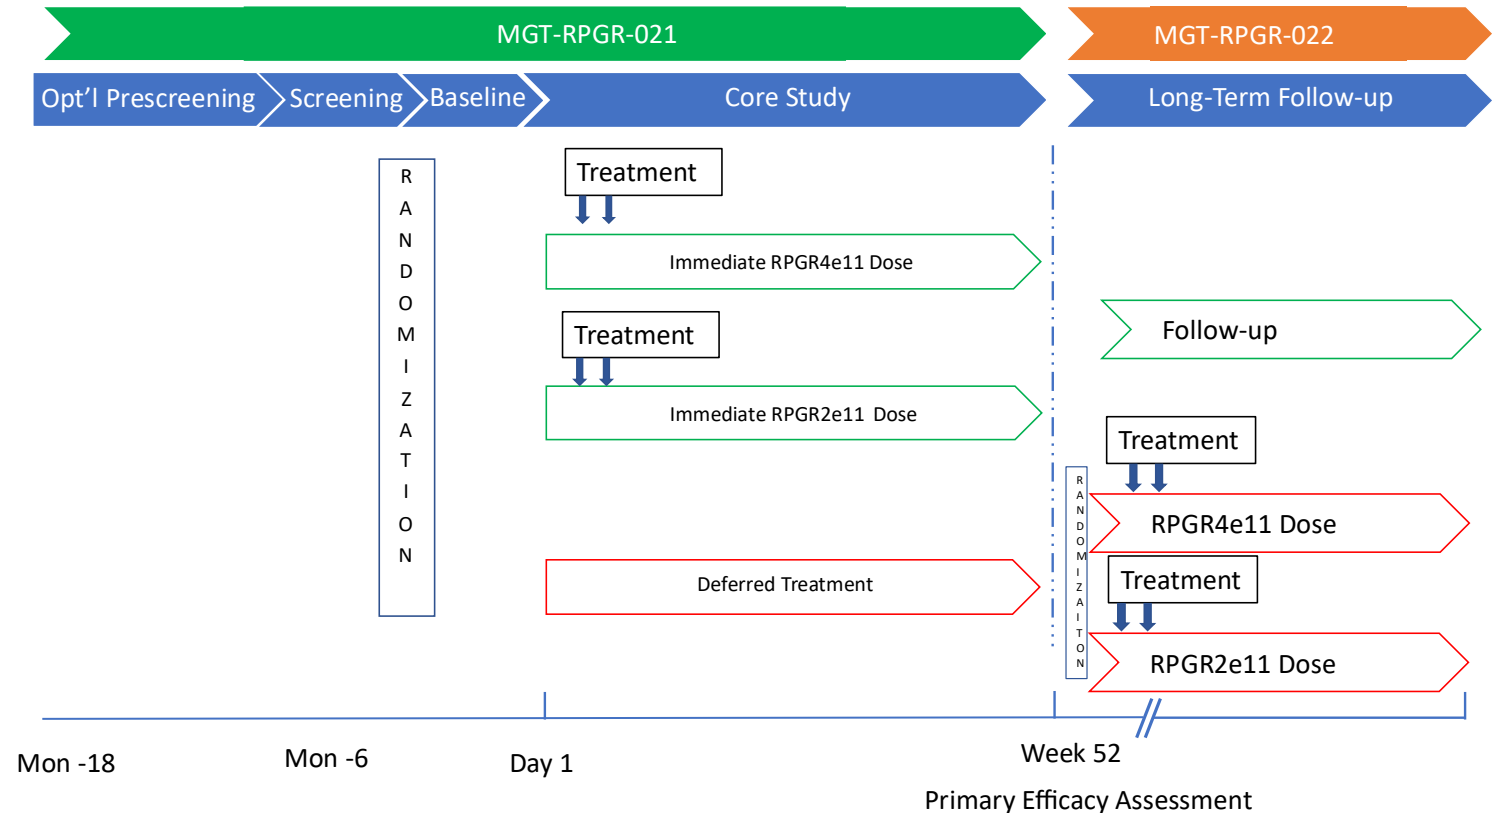 MGT-RPGR-021
MGT-RPGR-022
Opt'l Prescreening
Screening
Baseline
Core Study
Long-Term Follow-up
RANDOMIZATION
Treatment
Immediate RPGR4e11 Dose
Treatment
Immediate RPGR2e11 Dose
Deferred Treatment
Follow-up
RANDOMIZAITON
Treatment
RPGR4e11 Dose
Treatment
RPGR2e11 Dose
Mon -18
Mon -6
Day 1
Week 52
Primary Efficacy Assessment